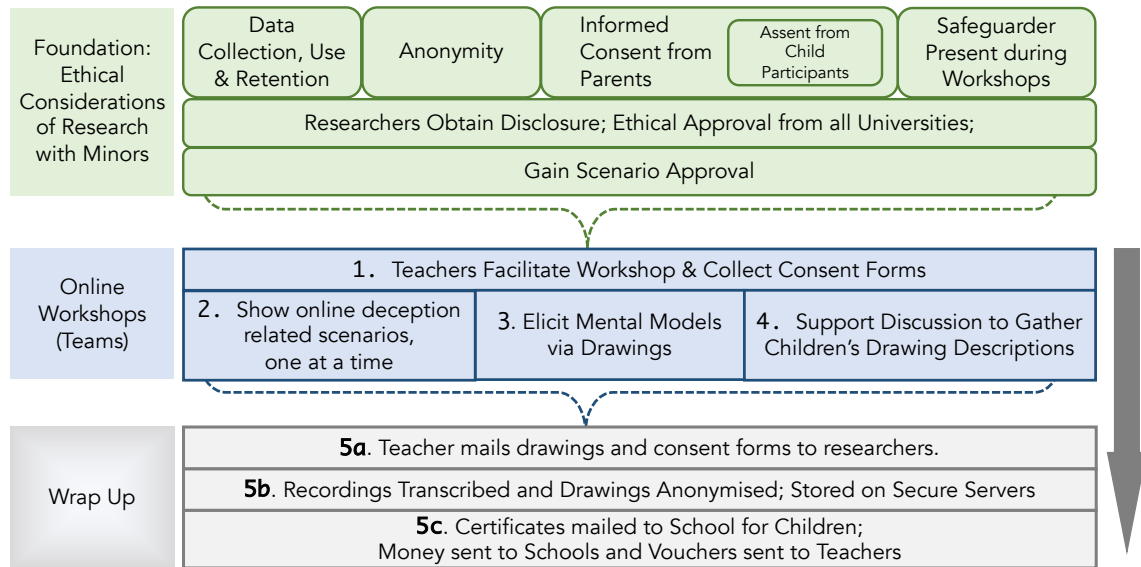 Foundation:
Ethical
Considerations
of Research
with Minors
Data
Collection, Use
& Retention
Anonymity
Informed
Consent from
Parents
Assent from
Child
Participants
Safeguarder
Present during
Workshops
Researchers Obtain Disclosure; Ethical Approval from all Universities;
Gain Scenario Approval
Online
Workshops
(Teams)
1. Teachers Facilitate Workshop & Collect Consent Forms
2. Show online deception
related scenarios,
one at a time
3. Elicit Mental Models
via Drawings
4. Support Discussion to Gather
Children's Drawing Descriptions
Wrap Up
5a. Teacher mails drawings and consent forms to researchers.
5b. Recordings Transcribed and Drawings Anonymised; Stored on Secure Servers
5c. Certificates mailed to School for Children;
Money sent to Schools and Vouchers sent to Teachers